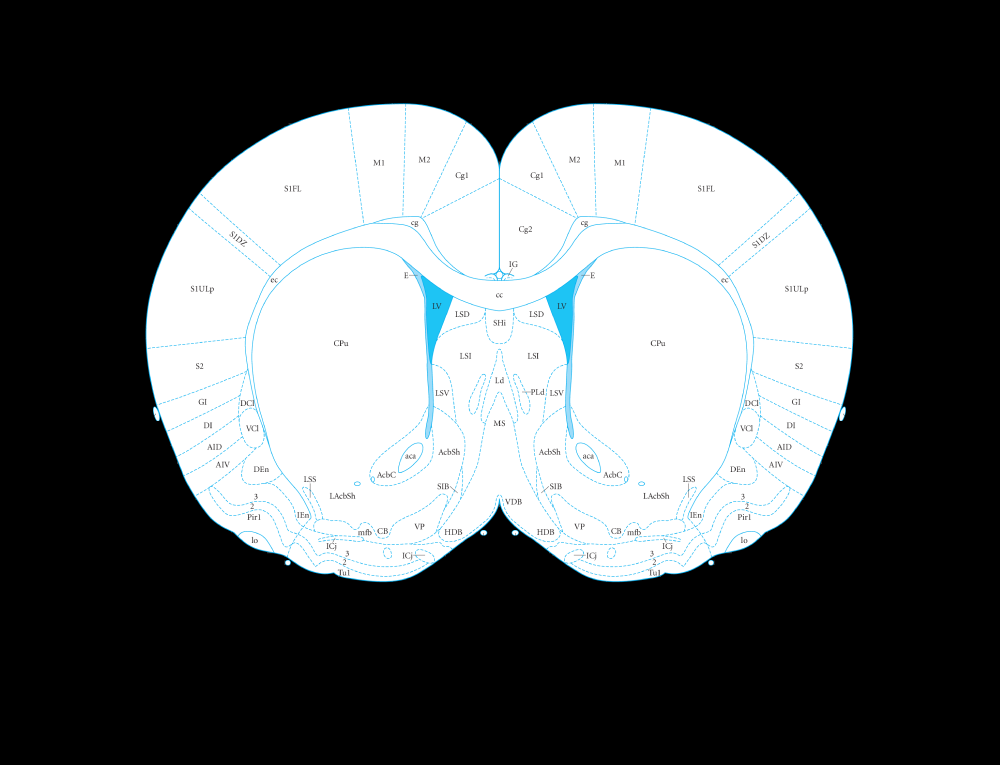 M1
M2
Cg1
Cg1
M2
M1
S1FL
S1FL
cg
cg
Cg2
S1DZ
S1DZ
IG
E
E
ec
ec
S1ULp
cc
S1ULp
LV
LV
LSD
SHi
LSD
CPu
CPu
LSI
LSI
S2
S2
Ld
LSV
PLd
LSV
GI
DCl
DCl
GI
DI
VCl
MS
VCl
DI
AID
AID
AcbSh
AcbSh
aca
aca
AIV
DEn
DEn
AIV
AcbC
AcbC
LSS
LSS
SIB
SIB
3
LAcbSh
LAcbSh
3
2
VDB
2
Pir1
IEn
IEn
Pir1
VP
VP
mfb
CB
HDB
HDB
CB
mfb
lo
ICj
ICj
lo
3
ICj
ICj
3
2
2
Tu1
Tu1